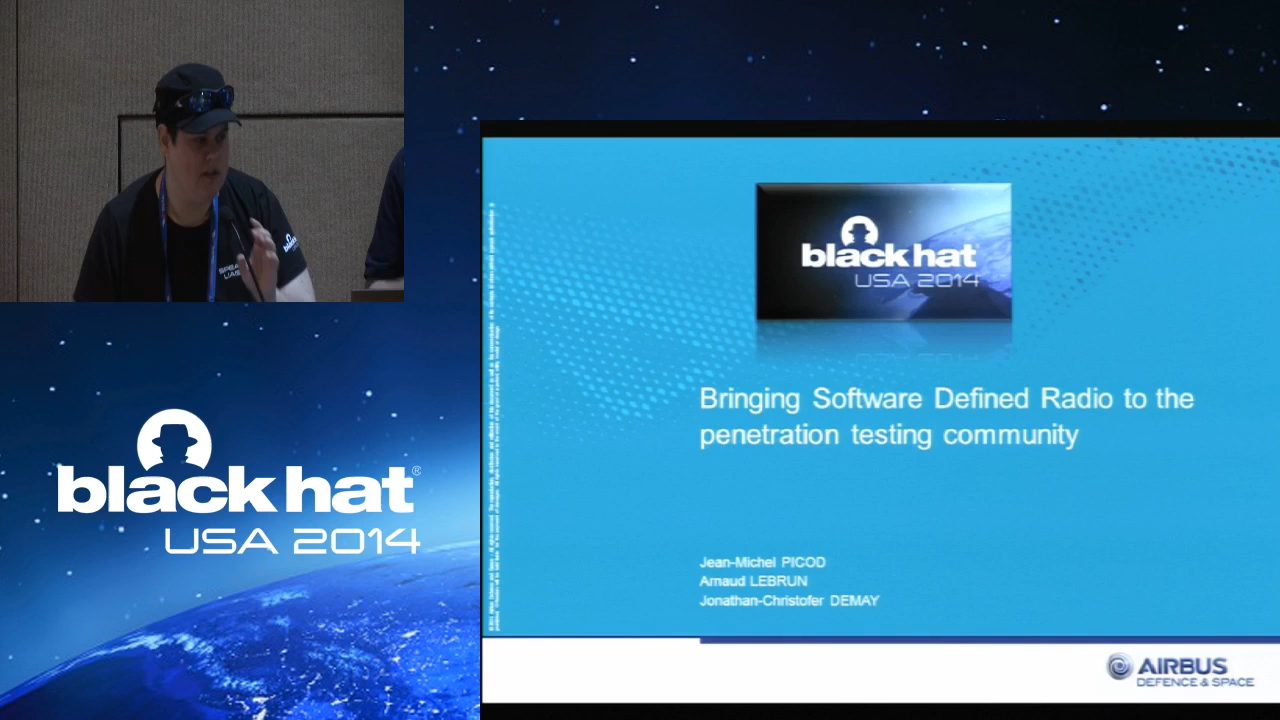 black hat®
USA 2014
black hat
USA 2014
Bringing Software Defined Radio to the
penetration testing community
Jean-Michel PICOD
Arnaud LEBRUN
Jonathan-Christofer DEMAY
AIRBUS
DEFENCE & SPACE